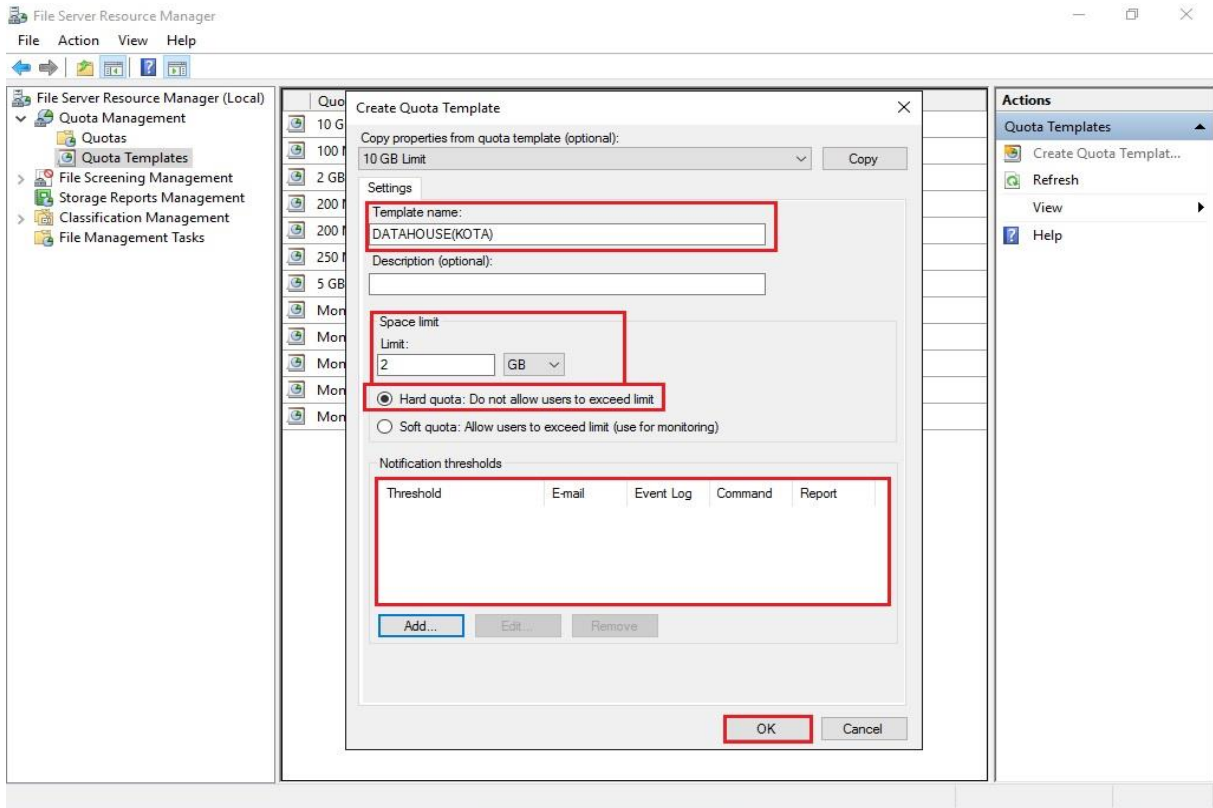 File Server Resource Manager
File Action View Help
File Server Resource Manager (Local)
Quota Management
Quotas
Quota Templates
File Screening Management
Storage Reports Management
Classification Management
File Management Tasks
Quo
10 G
100
2 GB
200
200
250
5 GB
Mon
Mon
Mon
Mon
Mon
Create Quota Template
Copy properties from quota template (optional):
10 GB Limit
Copy
Settings
Template name:
DATAHOUSE(KOTA)
Description (optional):
Space limit
Limit:
2 GB
Hard quota: Do not allow users to exceed limit
Soft quota: Allow users to exceed limit (use for monitoring)
Notification thresholds
Threshold E-mail Event Log Command Report
Add... Edit... Remove
OK Cancel
Actions
Quota Templates
Create Quota Templat...
Refresh
View
Help